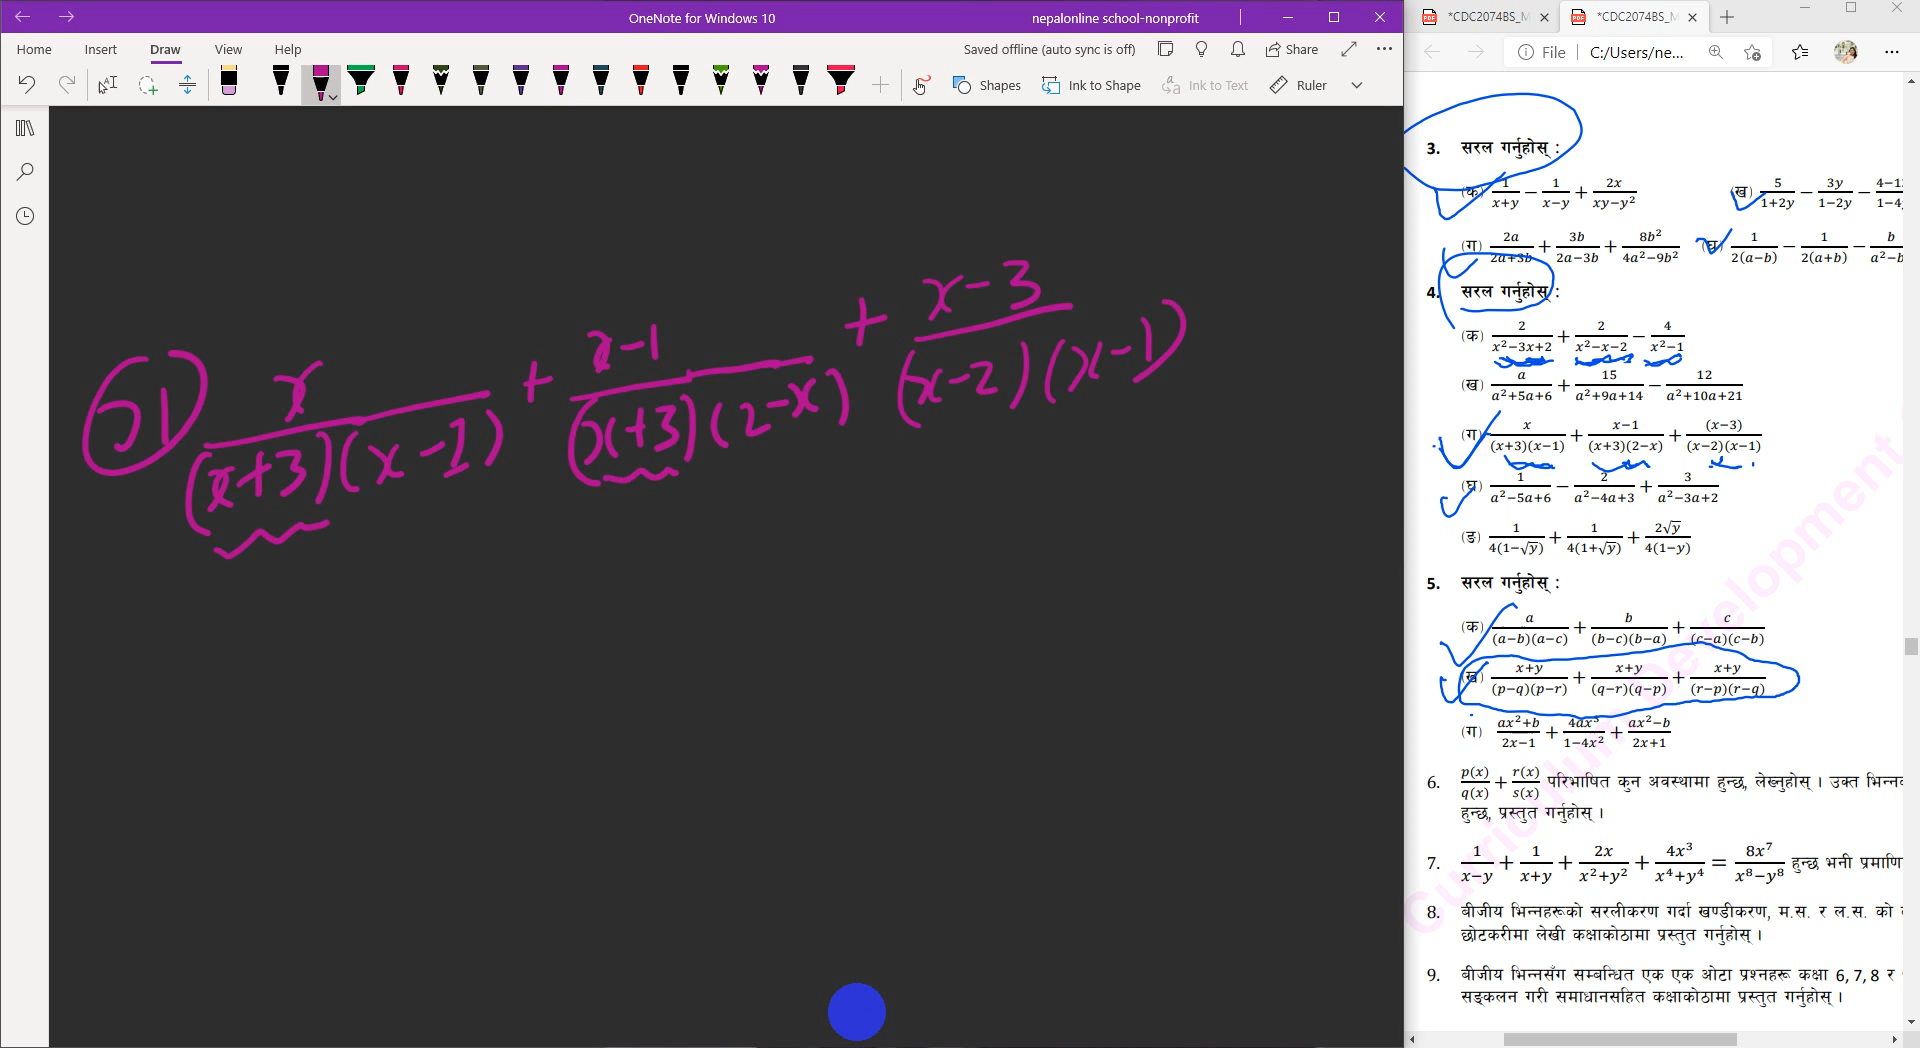 OneNote for Windows 10
nepalonline school-nonprofit
Home Insert Draw View Help
Saved offline (auto sync is off)
Share
Shapes
Ink to Shape
Ink to Text
Ruler
(ग) x/((x+3)(x-1)) + (x-1)/((x+3)(2-x)) + (x-3)/((x-2)(x-1))
*CDC2074BS_M
*CDC2074BS_M
File C:/Users/ne...
3. सरल गर्नुहोस् :
(क) 1/(x+y) − 1/(x−y) + 2x/(xy−y²) (ख) 5/(1+2y) − 3y/(1−2y) −
(ग) 2a/(2a+3b) + 3b/(2a−3b) + 8b²/(4a²−9b²) (घ) 1/(2(a−b)) − 1/(2(a+b)) −
4. सरल गर्नुहोस् :
(क) 2/(x²−3x+2) + 2/(x²−x−2) − 4/(x²−1)
(ख) a/(a²+5a+6) + 15/(a²+9a+14) − 12/(a²+10a+21)
(ग) x/((x+3)(x−1)) + (x−1)/((x+3)(2−x)) + (x−3)/((x−2)(x−1))
(घ) 1/(a²−5a+6) − 2/(a²−4a+3) + 3/(a²−3a+2)
(ङ) 1/(4(1−√y)) + 1/(4(1+√y)) + 2√y/(4(1−y))
5. सरल गर्नुहोस् :
(क) a/((a−b)(a−c)) + b/((b−c)(b−a)) + c/((c−a)(c−b))
(ख) (x+y)/((p−q)(p−r)) + (x+y)/((q−r)(q−p)) + (x+y)/((r−p)(r−q))
(ग) (ax²+b)/(2x−1) + 4ax³/(1−4x²) + (ax²−b)/(2x+1)
6. p(x)/q(x) + r(x)/s(x) परिभाषित कुन अवस्थामा हुन्छ, लेख्नुहोस् । उक्त
हुन्छ, प्रस्तुत गर्नुहोस् ।
7. 1/(x−y) + 1/(x+y) + 2x/(x²+y²) + 4x³/(x⁴+y⁴) = 8x⁷/(x⁸−y⁸) हुन्छ भनी
8. बीजीय भिन्नहरूको सरलीकरण गर्दा खण्डीकरण, म.स. र ल.स. को
छोटकरीमा लेखी कक्षाकोठामा प्रस्तुत गर्नुहोस् ।
9. बीजीय भिन्नसँग सम्बन्धित एक एक ओटा प्रश्नहरू कक्षा 6, 7, 8 र
सङ्कलन गरी समाधानसहित कक्षाकोठामा प्रस्तुत गर्नुहोस् ।
Curriculum Development